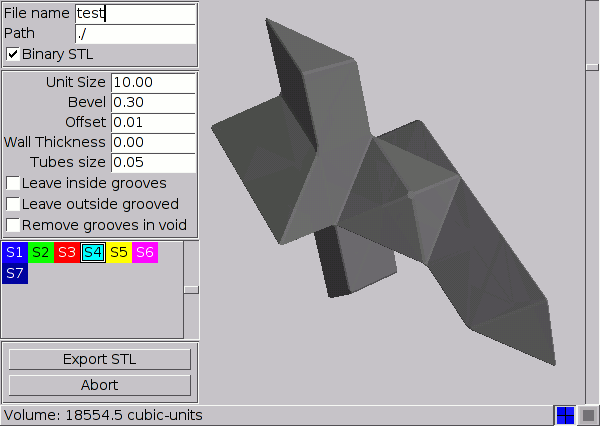 File name test
Path ./
Binary STL
Unit Size 10.00
Bevel 0.30
Offset 0.01
Wall Thickness 0.00
Tubes size 0.05
Leave inside grooves
Leave outside grooved
Remove grooves in void
S1 S2 S3 S4 S5 S6
S7
Export STL
Abort
Volume: 18554.5 cubic-units